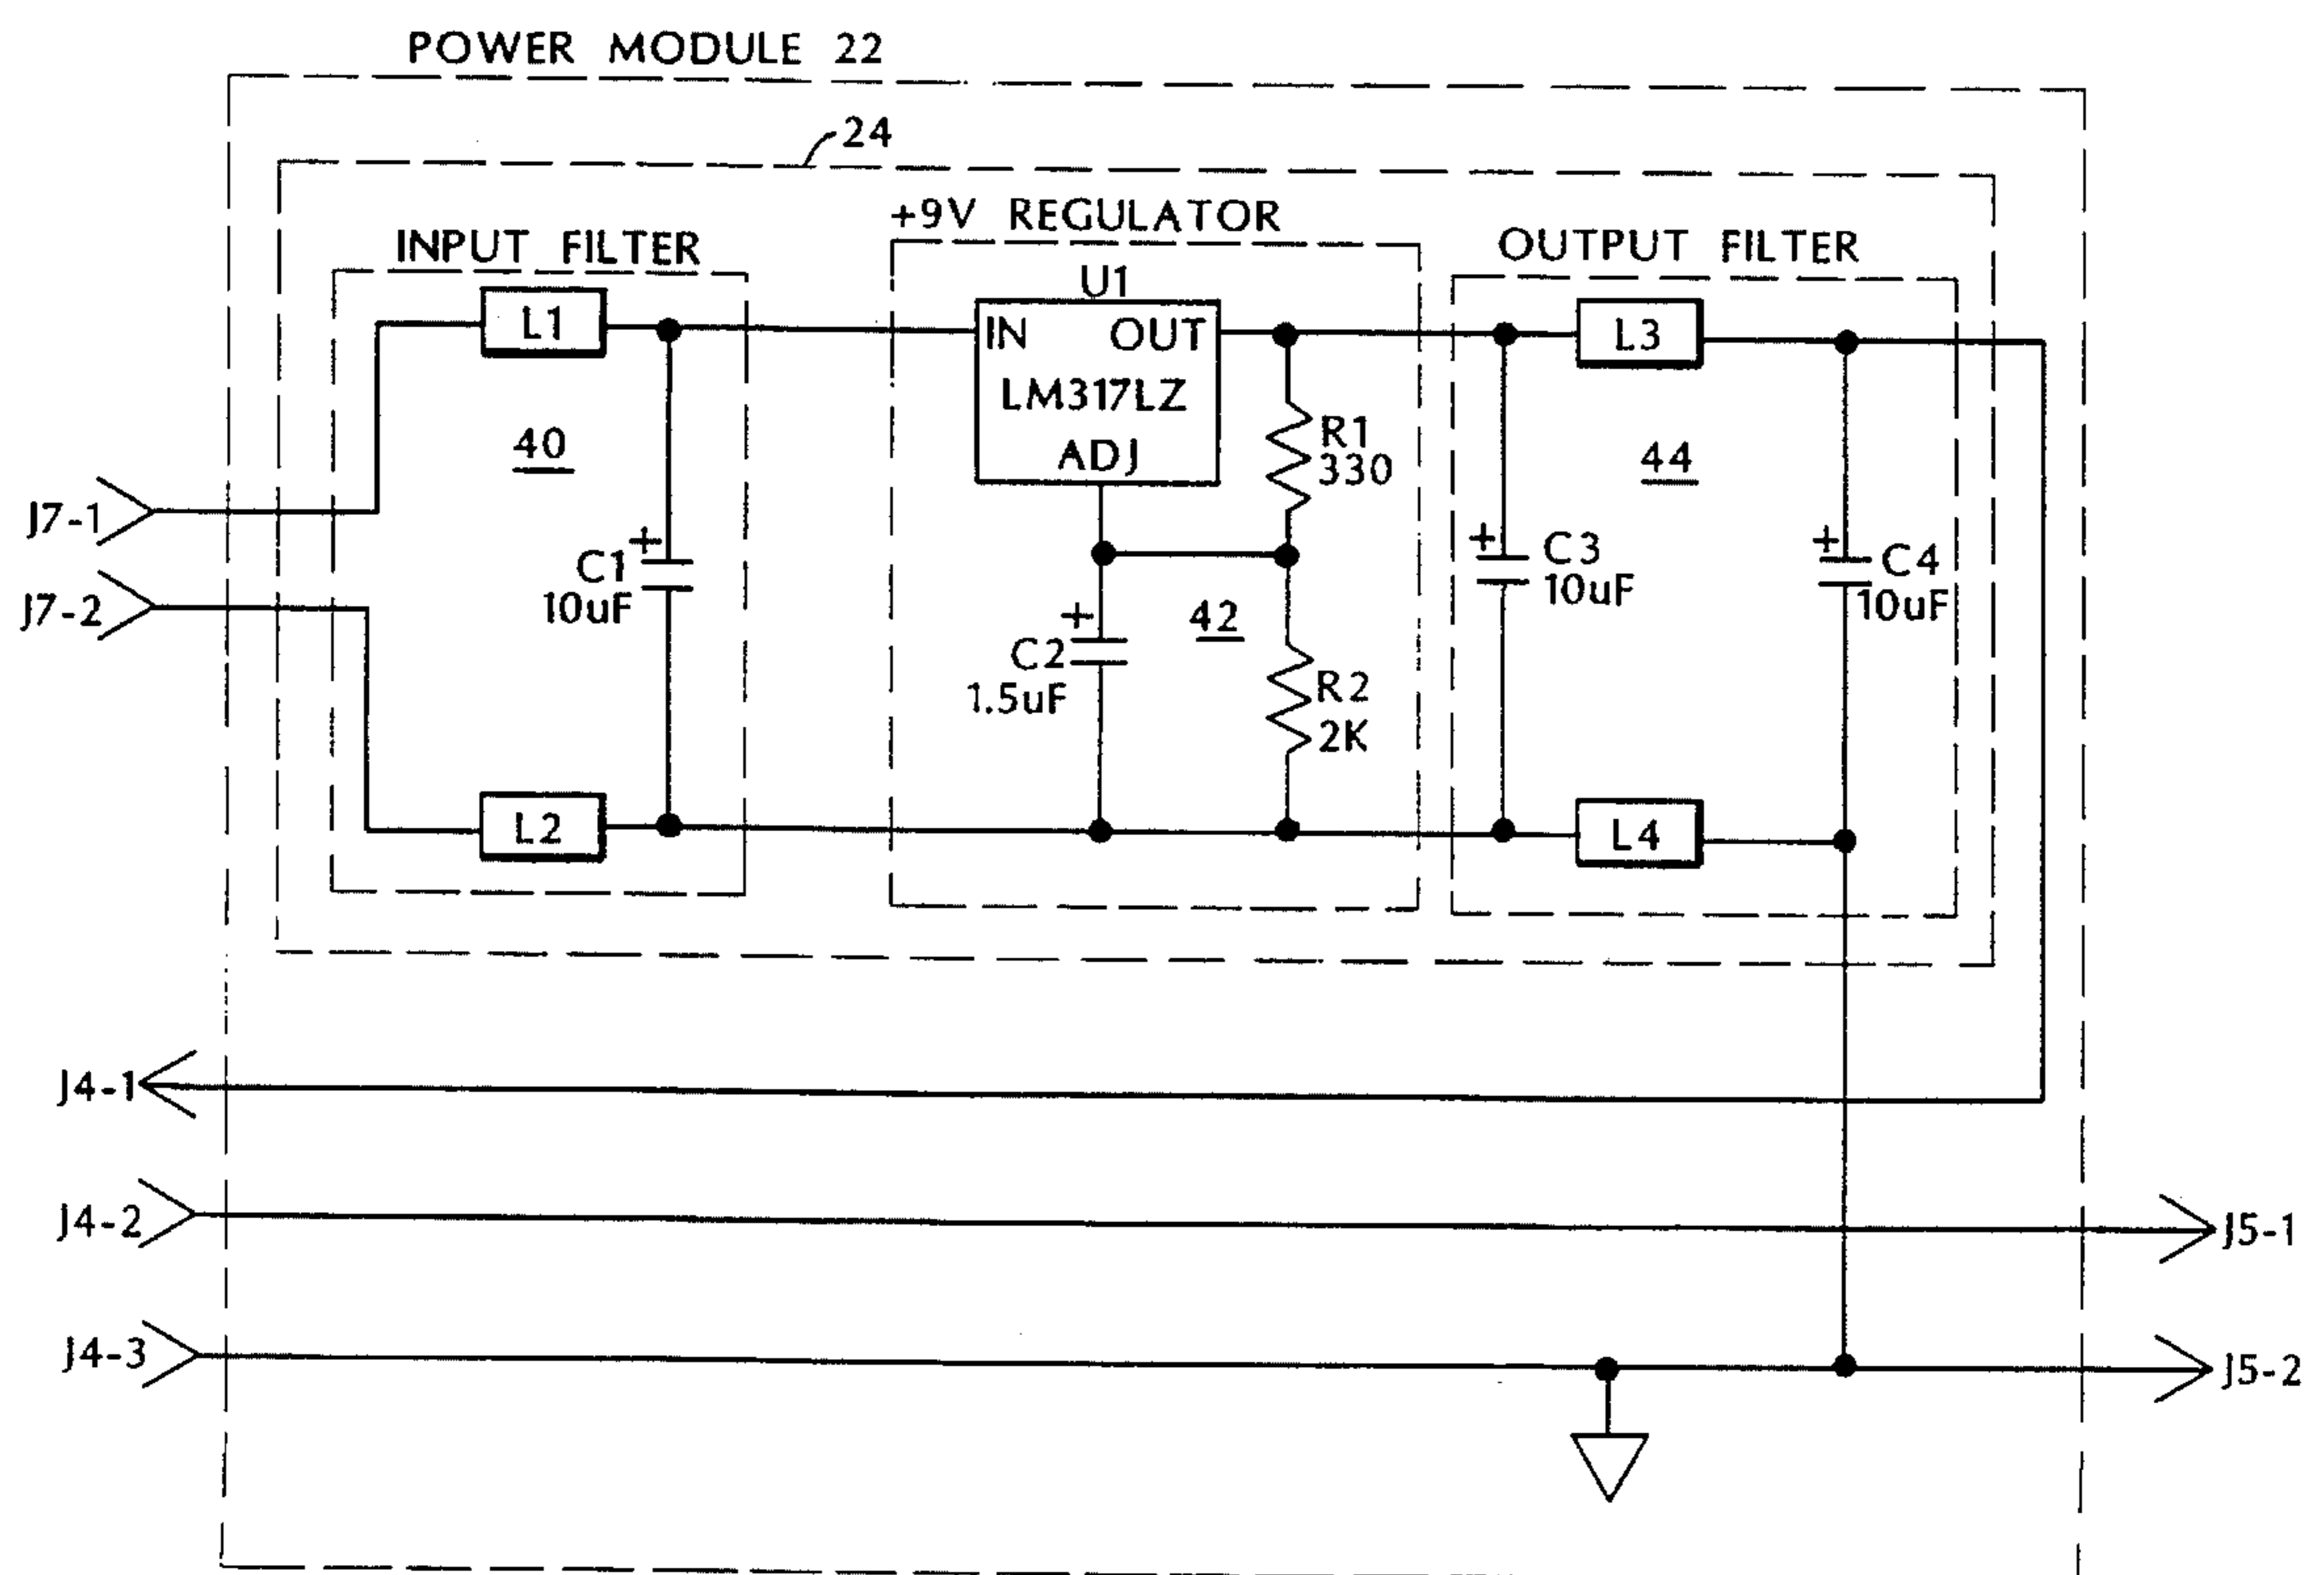 POWER MODULE 22
24
+9V REGULATOR
INPUT FILTER
OUTPUT FILTER
U1
L1
IN OUT
LM317LZ
ADJ
L3
40
R1
330
44
J7-1
J7-2
+
C1
10uF
+
C2
1.5uF
42
R2
2K
+
C3
10uF
+
C4
10uF
L2
L4
J4-1
J4-2
J5-1
J4-3
J5-2